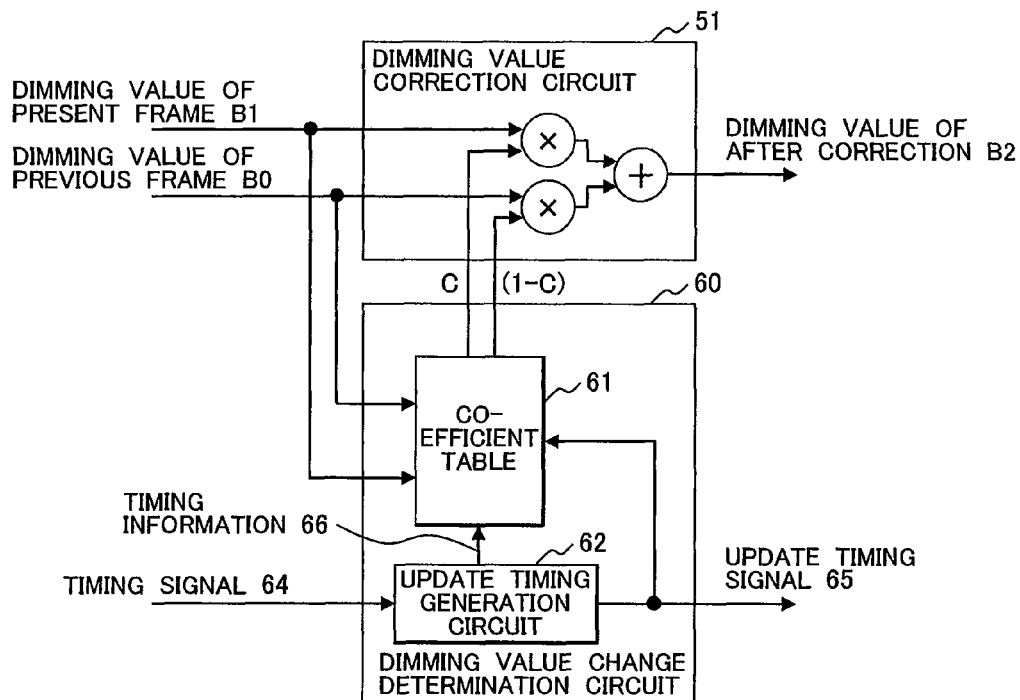 51
DIMMING VALUE
CORRECTION CIRCUIT
DIMMING VALUE OF
PRESENT FRAME B1
DIMMING VALUE OF
PREVIOUS FRAME B0
×
×
+
DIMMING VALUE OF
AFTER CORRECTION B2
C
(1-C)
60
61
CO-
EFFICIENT
TABLE
TIMING
INFORMATION 66
62
TIMING SIGNAL 64
UPDATE TIMING
GENERATION
CIRCUIT
UPDATE TIMING
SIGNAL 65
DIMMING VALUE CHANGE
DETERMINATION CIRCUIT